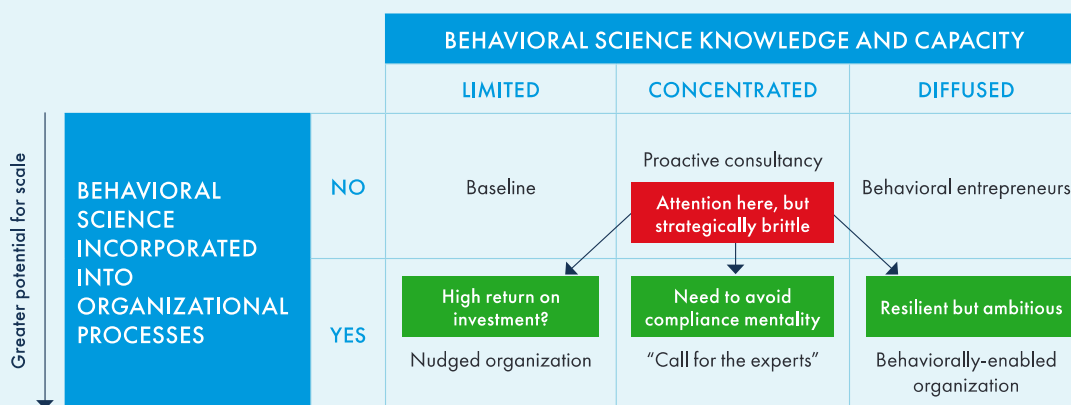 BEHAVIORAL SCIENCE KNOWLEDGE AND CAPACITY
LIMITED
CONCENTRATED
DIFFUSED
Greater potential for scale
BEHAVIORAL
SCIENCE
INCORPORATED
INTO
ORGANIZATIONAL
PROCESSES
NO
Baseline
Proactive consultancy
Attention here, but
strategically brittle
Behavioral entrepreneurs
YES
High return on
investment?
Nudged organization
Need to avoid
compliance mentality
“Call for the experts”
Resilient but ambitious
Behaviorally-enabled
organization